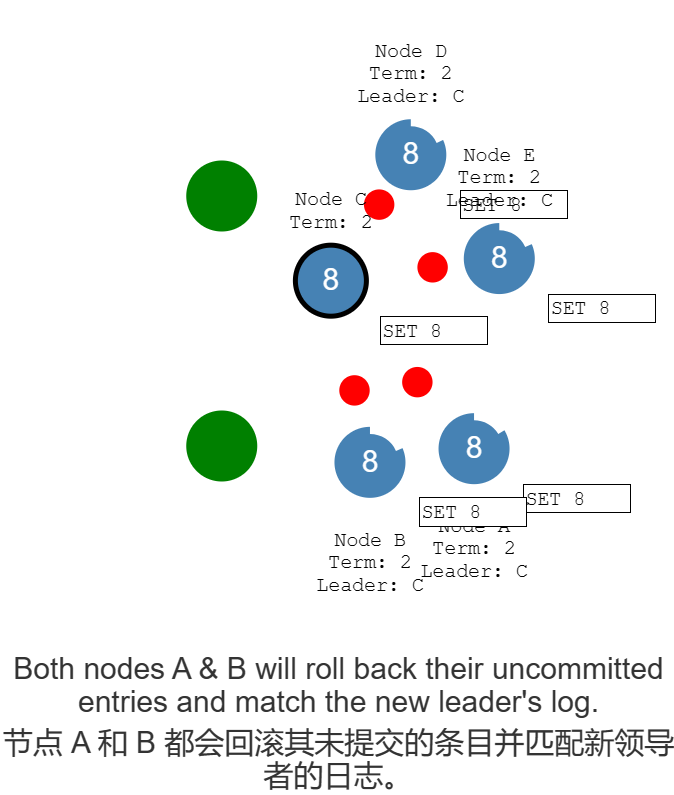 Node D
Term: 2
Leader: C
8
Node E
Term: 2
Leader: C
SET 8
8
SET 8
Node C
Term: 2
8
SET 8
8
SET 8
8
SET 8
Node B
Term: 2
Leader: C
Node A
Term: 2
Leader: C
Both nodes A & B will roll back their uncommitted
entries and match the new leader's log.
节点 A 和 B 都会回滚其未提交的条目并匹配新领导
者的日志。